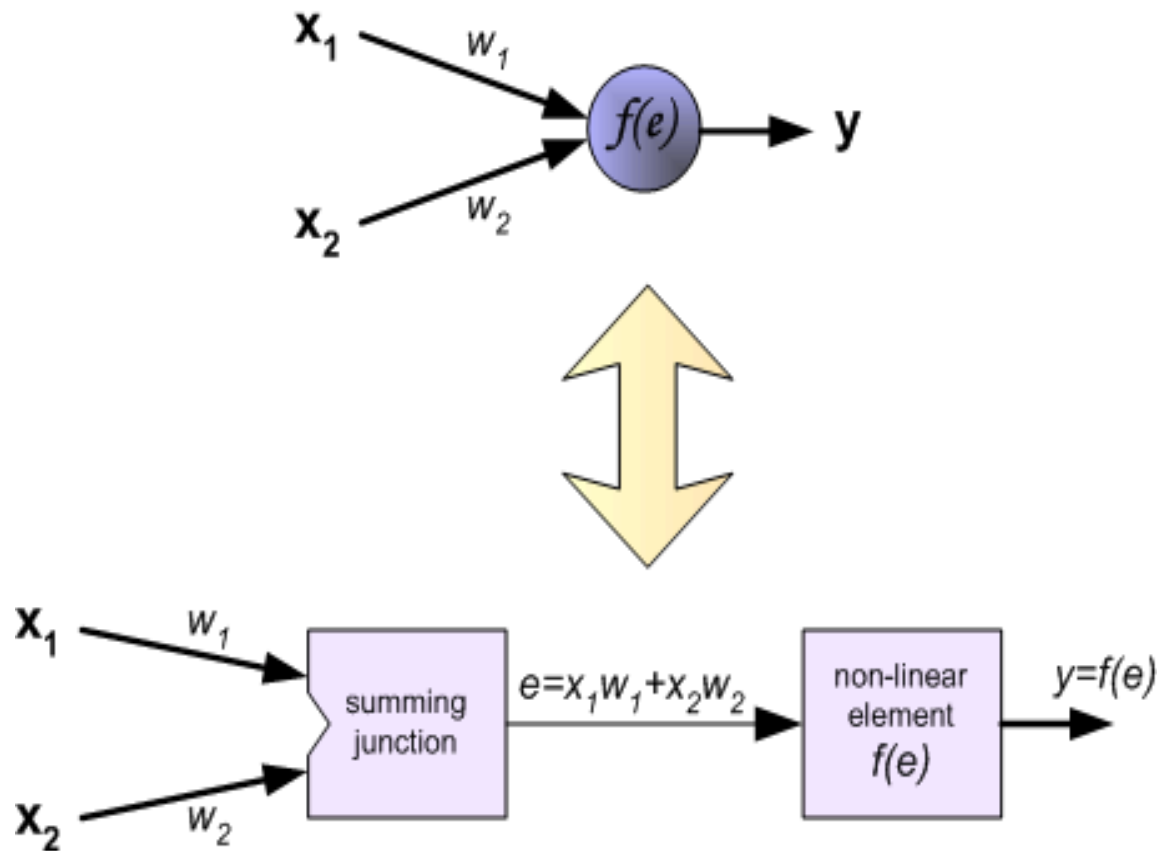 x₁
w₁
f(e)
y
w₂
x₂
x₁
w₁
summing
junction
e=x₁w₁+x₂w₂
non-linear
element
f(e)
y=f(e)
x₂
w₂